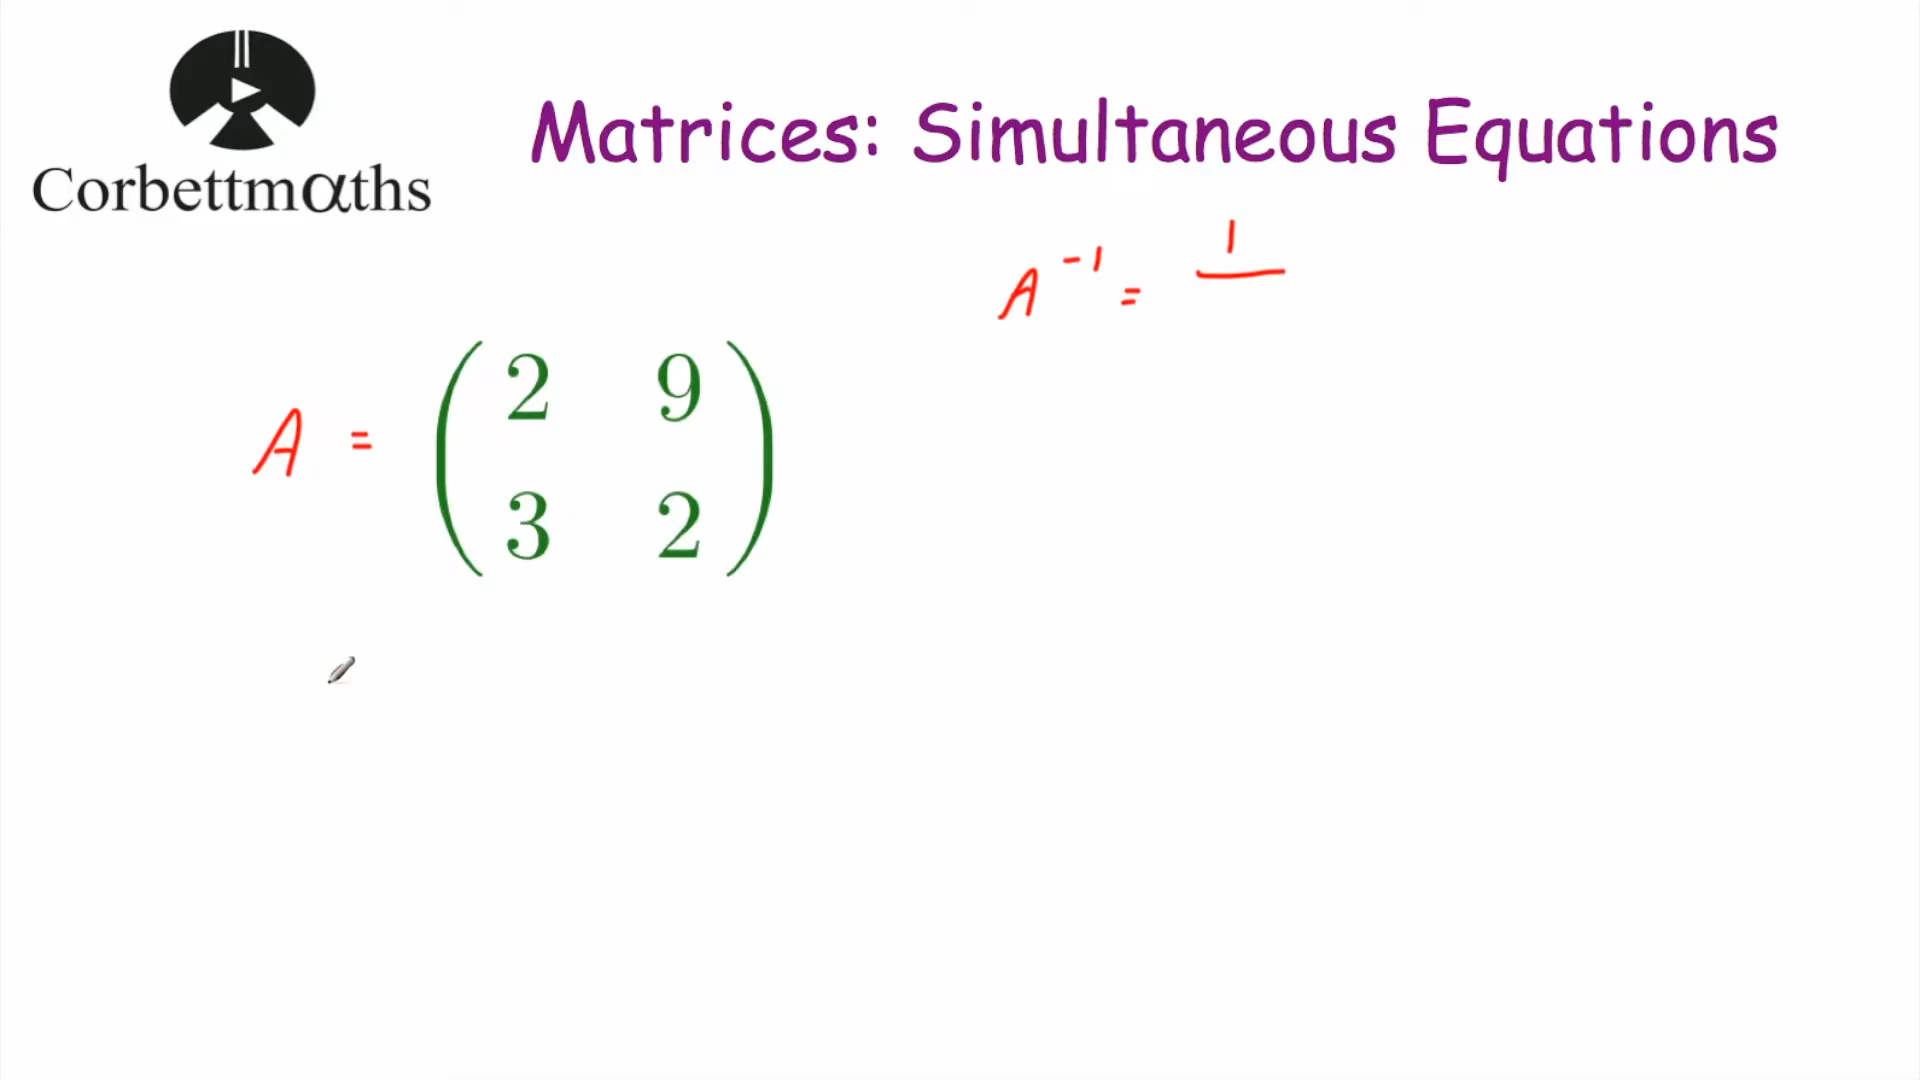 Corbettmαths
Matrices: Simultaneous Equations
A⁻¹ = 1/
A = (2 9
3 2)